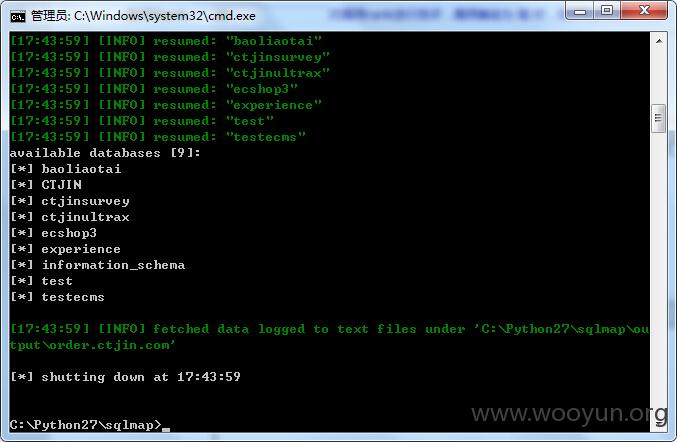 管理员: C:\Windows\system32\cmd.exe
[17:43:59] [INFO] resumed: "baoliaotai"
[17:43:59] [INFO] resumed: "ctjinsurvey"
[17:43:59] [INFO] resumed: "ctjinultrax"
[17:43:59] [INFO] resumed: "ecshop3"
[17:43:59] [INFO] resumed: "experience"
[17:43:59] [INFO] resumed: "test"
[17:43:59] [INFO] resumed: "testecms"
available databases [9]:
[*] baoliaotai
[*] CTJIN
[*] ctjinsurvey
[*] ctjinultrax
[*] ecshop3
[*] experience
[*] information_schema
[*] test
[*] testecms
[17:43:59] [INFO] fetched data logged to text files under 'C:\Python27\sqlmap\ou
tput\order.ctjin.com'
[*] shutting down at 17:43:59
C:\Python27\sqlmap>_
www.wooyun.org